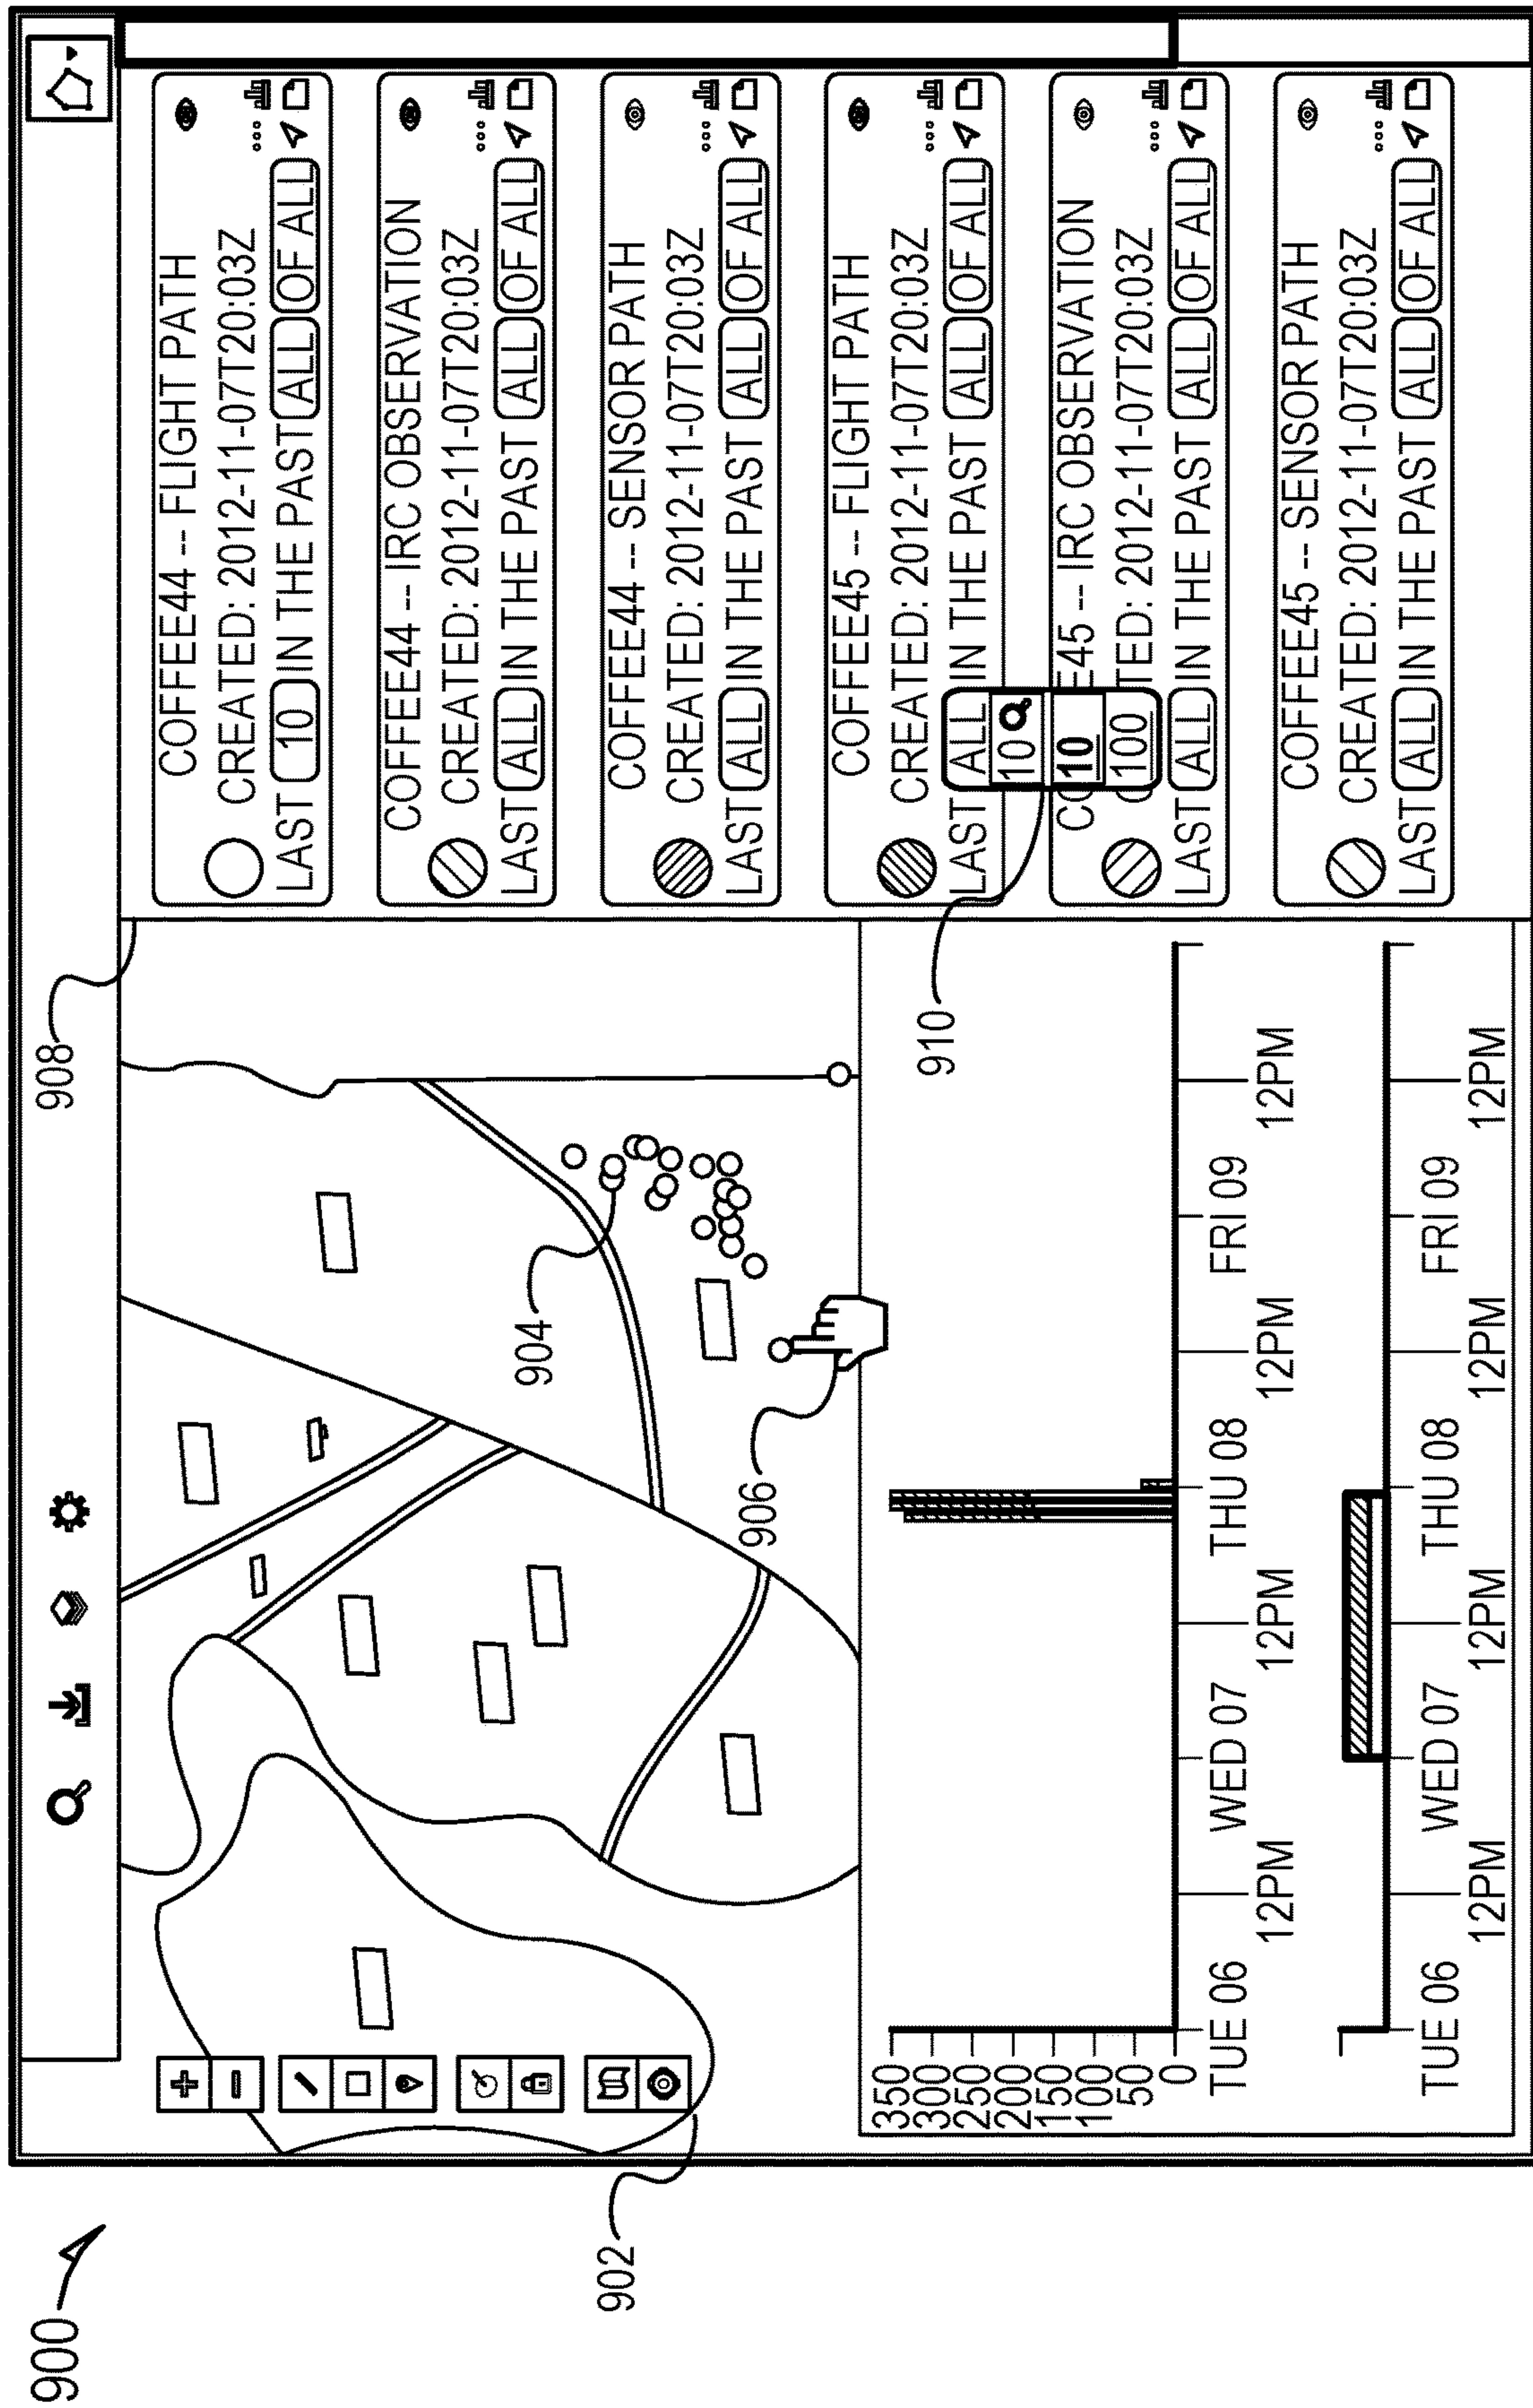 900
902
904
906
908
910
COFFEE44 -- FLIGHT PATH
CREATED: 2012-11-07T20:03Z
LAST 10 IN THE PAST ALL OF ALL
COFFEE44 -- IRC OBSERVATION
CREATED: 2012-11-07T20:03Z
LAST ALL IN THE PAST ALL OF ALL
COFFEE44 -- SENSOR PATH
CREATED: 2012-11-07T20:03Z
LAST ALL IN THE PAST ALL OF ALL
COFFEE45 -- FLIGHT PATH
CREATED: 2012-11-07T20:03Z
LAST ALL IN THE PAST ALL OF ALL
10
10
100
CO E45 -- IRC OBSERVATION
C TED: 2012-11-07T20:03Z
LAST ALL IN THE PAST ALL OF ALL
COFFEE45 -- SENSOR PATH
CREATED: 2012-11-07T20:03Z
LAST ALL IN THE PAST ALL OF ALL
350
300
250
200
150
100
50
0
TUE 06 12PM WED 07 12PM THU 08 12PM FRI 09 12PM
TUE 06 12PM WED 07 12PM THU 08 12PM FRI 09 12PM